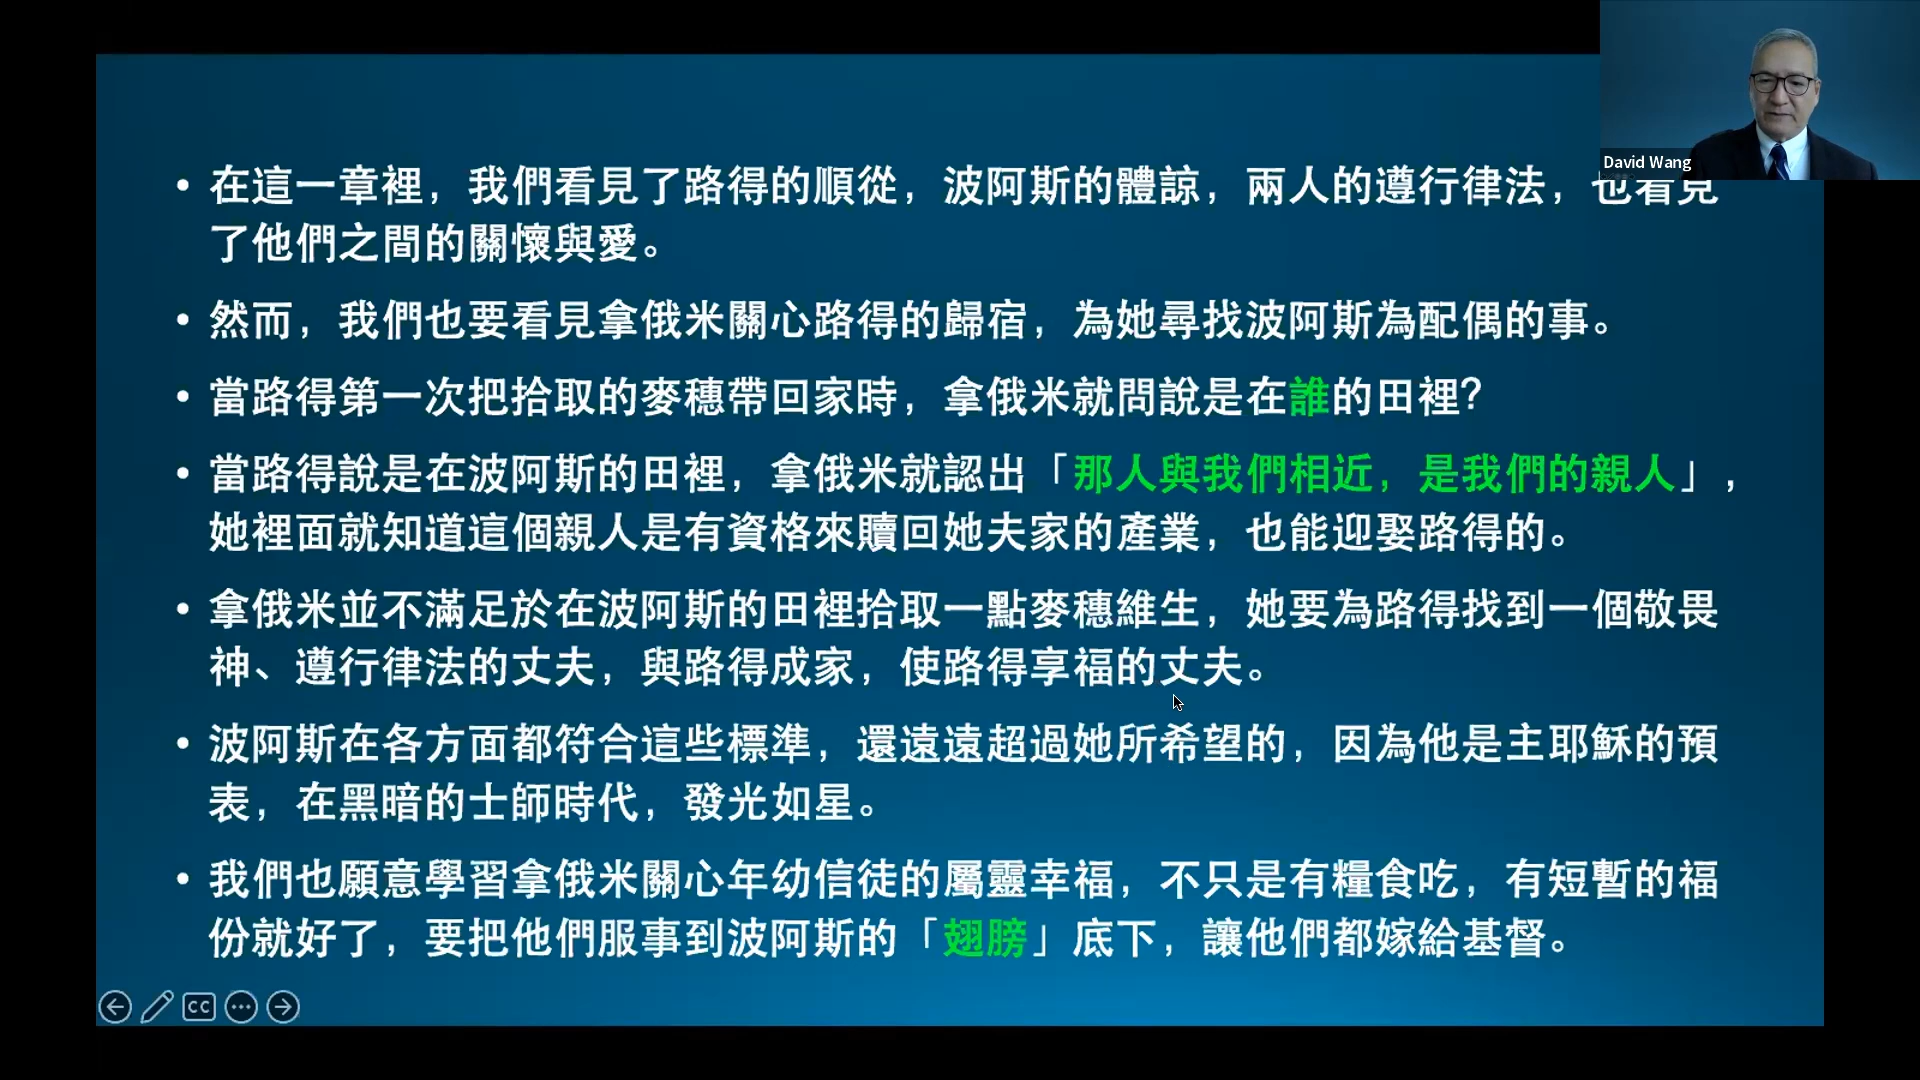 David Wang
• 在這一章裡，我們看見了路得的順從，波阿斯的體諒，兩人的遵行律法，也看見
了他們之間的關懷與愛。
• 然而，我們也要看見拿俄米關心路得的歸宿，為她尋找波阿斯為配偶的事。
• 當路得第一次把拾取的麥穗帶回家時，拿俄米就問說是在誰的田裡？
• 當路得說是在波阿斯的田裡，拿俄米就認出「那人與我們相近，是我們的親人」，
她裡面就知道這個親人是有資格來贖回她夫家的產業，也能迎娶路得的。
• 拿俄米並不滿足於在波阿斯的田裡拾取一點麥穗維生，她要為路得找到一個敬畏
神、遵行律法的丈夫，與路得成家，使路得享福的丈夫。
• 波阿斯在各方面都符合這些標準，還遠遠超過她所希望的，因為他是主耶穌的預
表，在黑暗的士師時代，發光如星。
• 我們也願意學習拿俄米關心年幼信徒的屬靈幸福，不只是有糧食吃，有短暫的福
份就好了，要把他們服事到波阿斯的「翅膀」底下，讓他們都嫁給基督。
CC